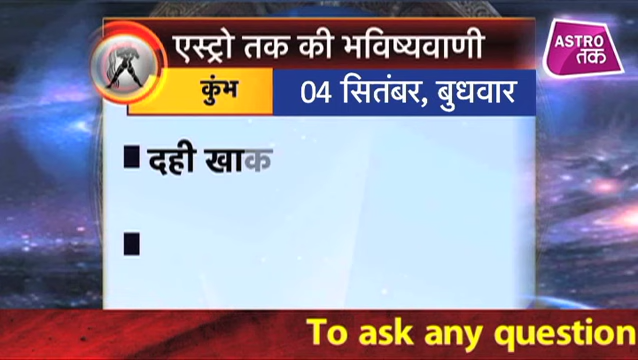 एस्ट्रो तक की भविष्यवाणी
ASTRO
तक
कुंभ
04 सितंबर, बुधवार
दही खाक
To ask any question